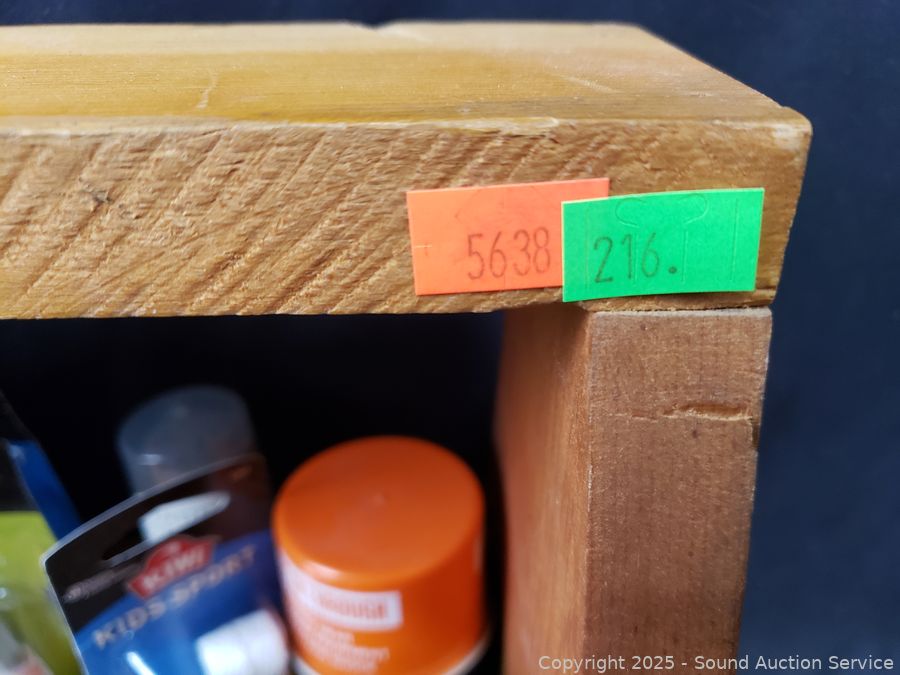 5638
216.
KIWI
KIDS-SPORT
Copyright 2025 - Sound Auction Service